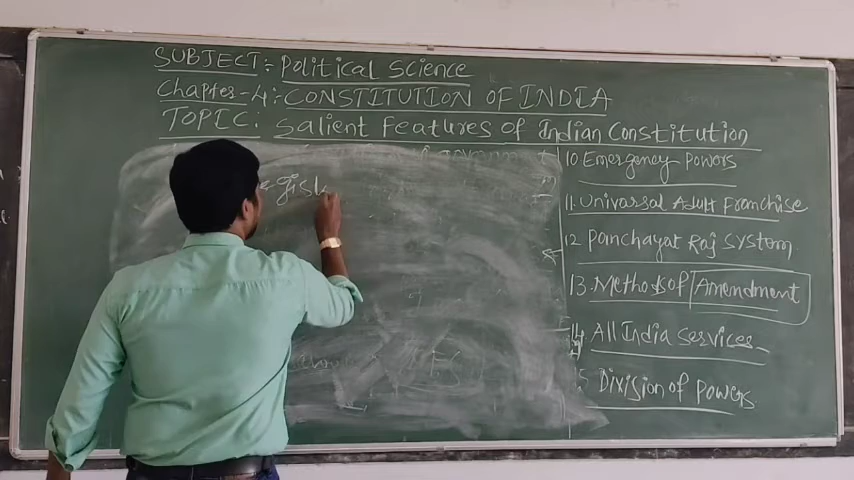 SUBJECT:- Political Science
Chapter-4:- CONSTITUTION OF INDIA
TOPIC: Salient Features of Indian Constitution
10 Emergency Powers
11. Univarsal Adult Franchise
12 Panchayat Raj System
13. Methods of Amendment
14 All India Services
15 Division of Powers